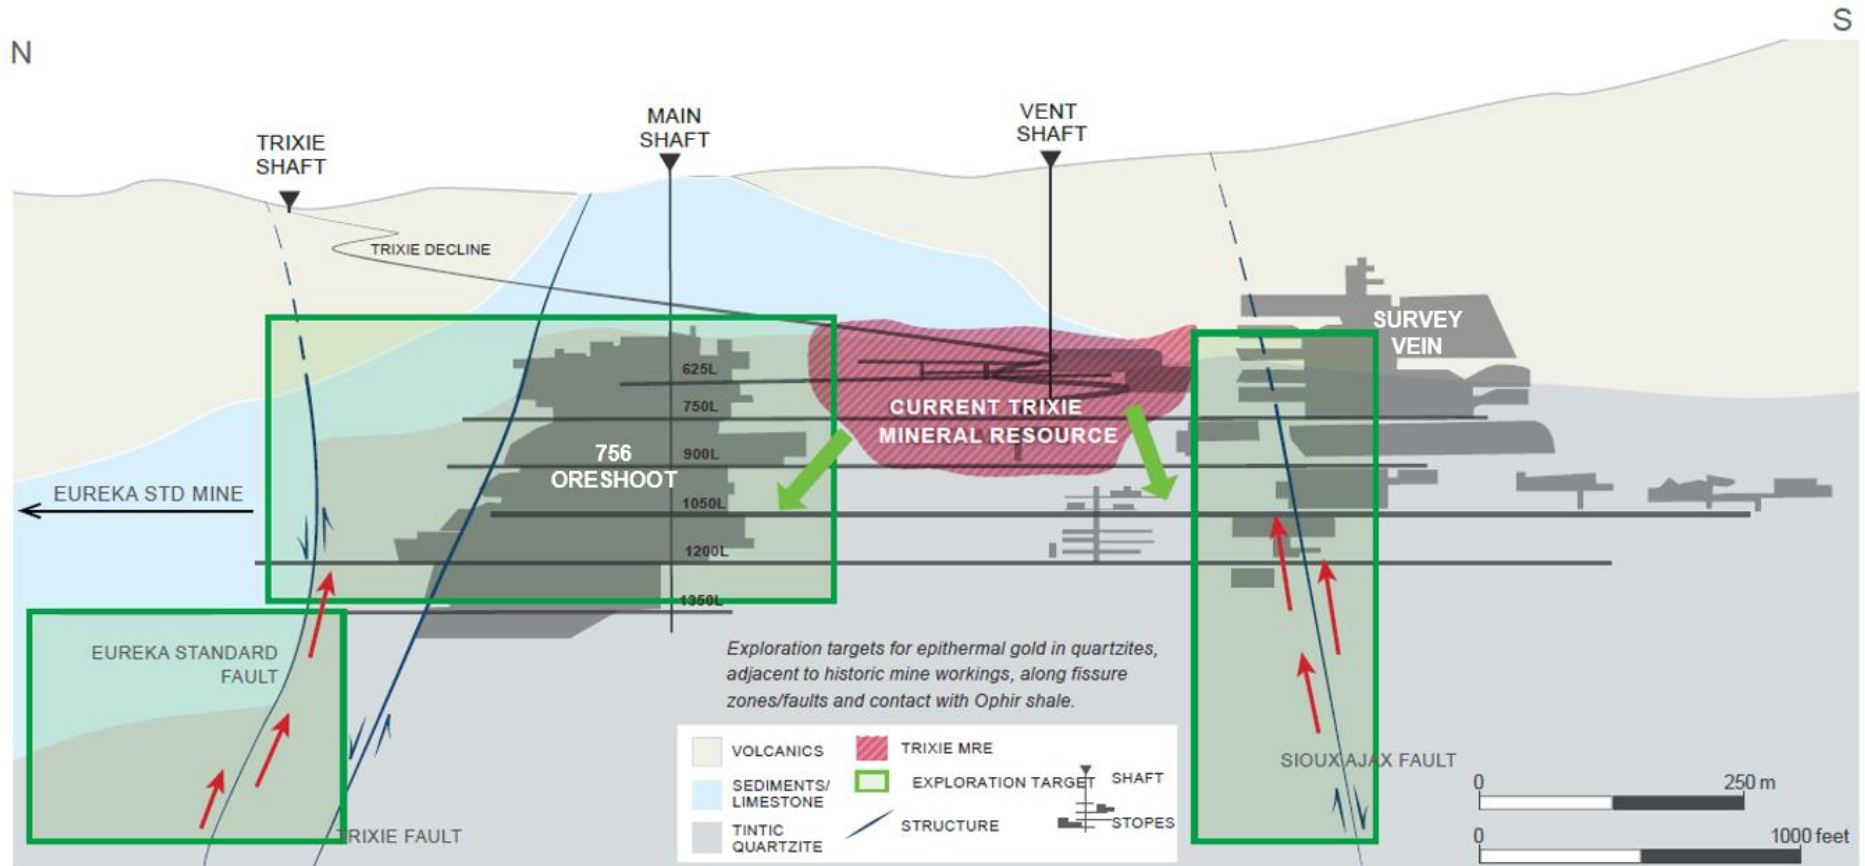 N
S
TRIXIE
SHAFT
MAIN
SHAFT
VENT
SHAFT
TRIXIE DECLINE
SURVEY
VEIN
625L
750L
CURRENT TRIXIE
MINERAL RESOURCE
756
ORESHOOT
900L
1050L
EUREKA STD MINE
1200L
1350L
EUREKA STANDARD
FAULT
Exploration targets for epithermal gold in quartzites,
adjacent to historic mine workings, along fissure
zones/faults and contact with Ophir shale.
VOLCANICS
SEDIMENTS/
LIMESTONE
TINTIC
QUARTZITE
TRIXIE MRE
EXPLORATION TARGET
STRUCTURE
SHAFT
STOPES
SIOUX AJAX FAULT
TRIXIE FAULT
0 250 m
0 1000 feet